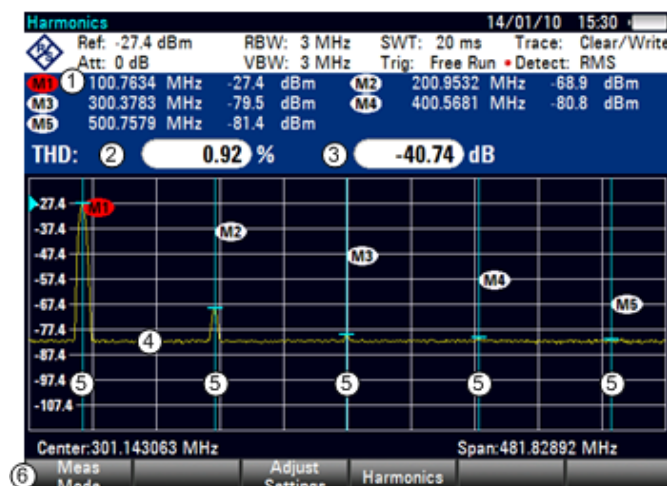 Harmonics 14/01/10 15:30
Ref: -27.4 dBm RBW: 3 MHz SWT: 20 ms Trace: Clear/Write
Att: 0 dB VBW: 3 MHz Trig: Free Run • Detect: RMS
M1 1 100.7634 MHz -27.4 dBm M2 200.9532 MHz -68.9 dBm
M3 300.3783 MHz -79.5 dBm M4 400.5681 MHz -80.8 dBm
M5 500.7579 MHz -81.4 dBm
THD: 2 0.92 % 3 -40.74 dB
-27.4 M1
-37.4 M2
-47.4 M3
-57.4 M4
-67.4 M5
-77.4
4
-87.4
-97.4 5 5 5 5 5
-107.4
Center:301.143063 MHz Span:481.82892 MHz
6 Meas Mode Adjust Settings Harmonics